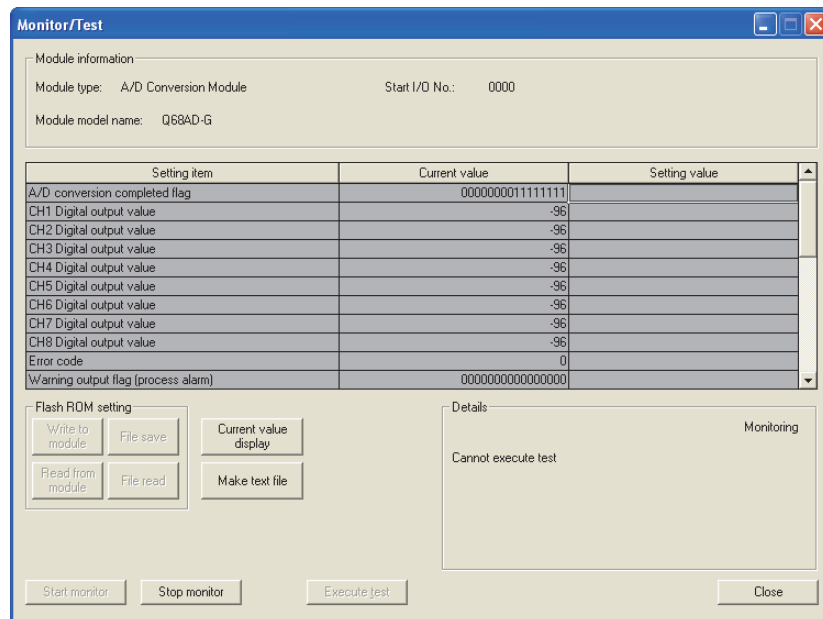 Monitor/Test
Module information
Module type: A/D Conversion Module Start I/O No.: 0000
Module model name: Q68AD-G
Setting item Current value Setting value
A/D conversion completed flag 0000000011111111
CH1 Digital output value -96
CH2 Digital output value -96
CH3 Digital output value -96
CH4 Digital output value -96
CH5 Digital output value -96
CH6 Digital output value -96
CH7 Digital output value -96
CH8 Digital output value -96
Error code 0
Warning output flag (process alarm) 0000000000000000
Flash ROM setting
Write to
module
File save
Read from
module
File read
Current value
display
Make text file
Details
Monitoring
Cannot execute test
Start monitor Stop monitor Execute test Close